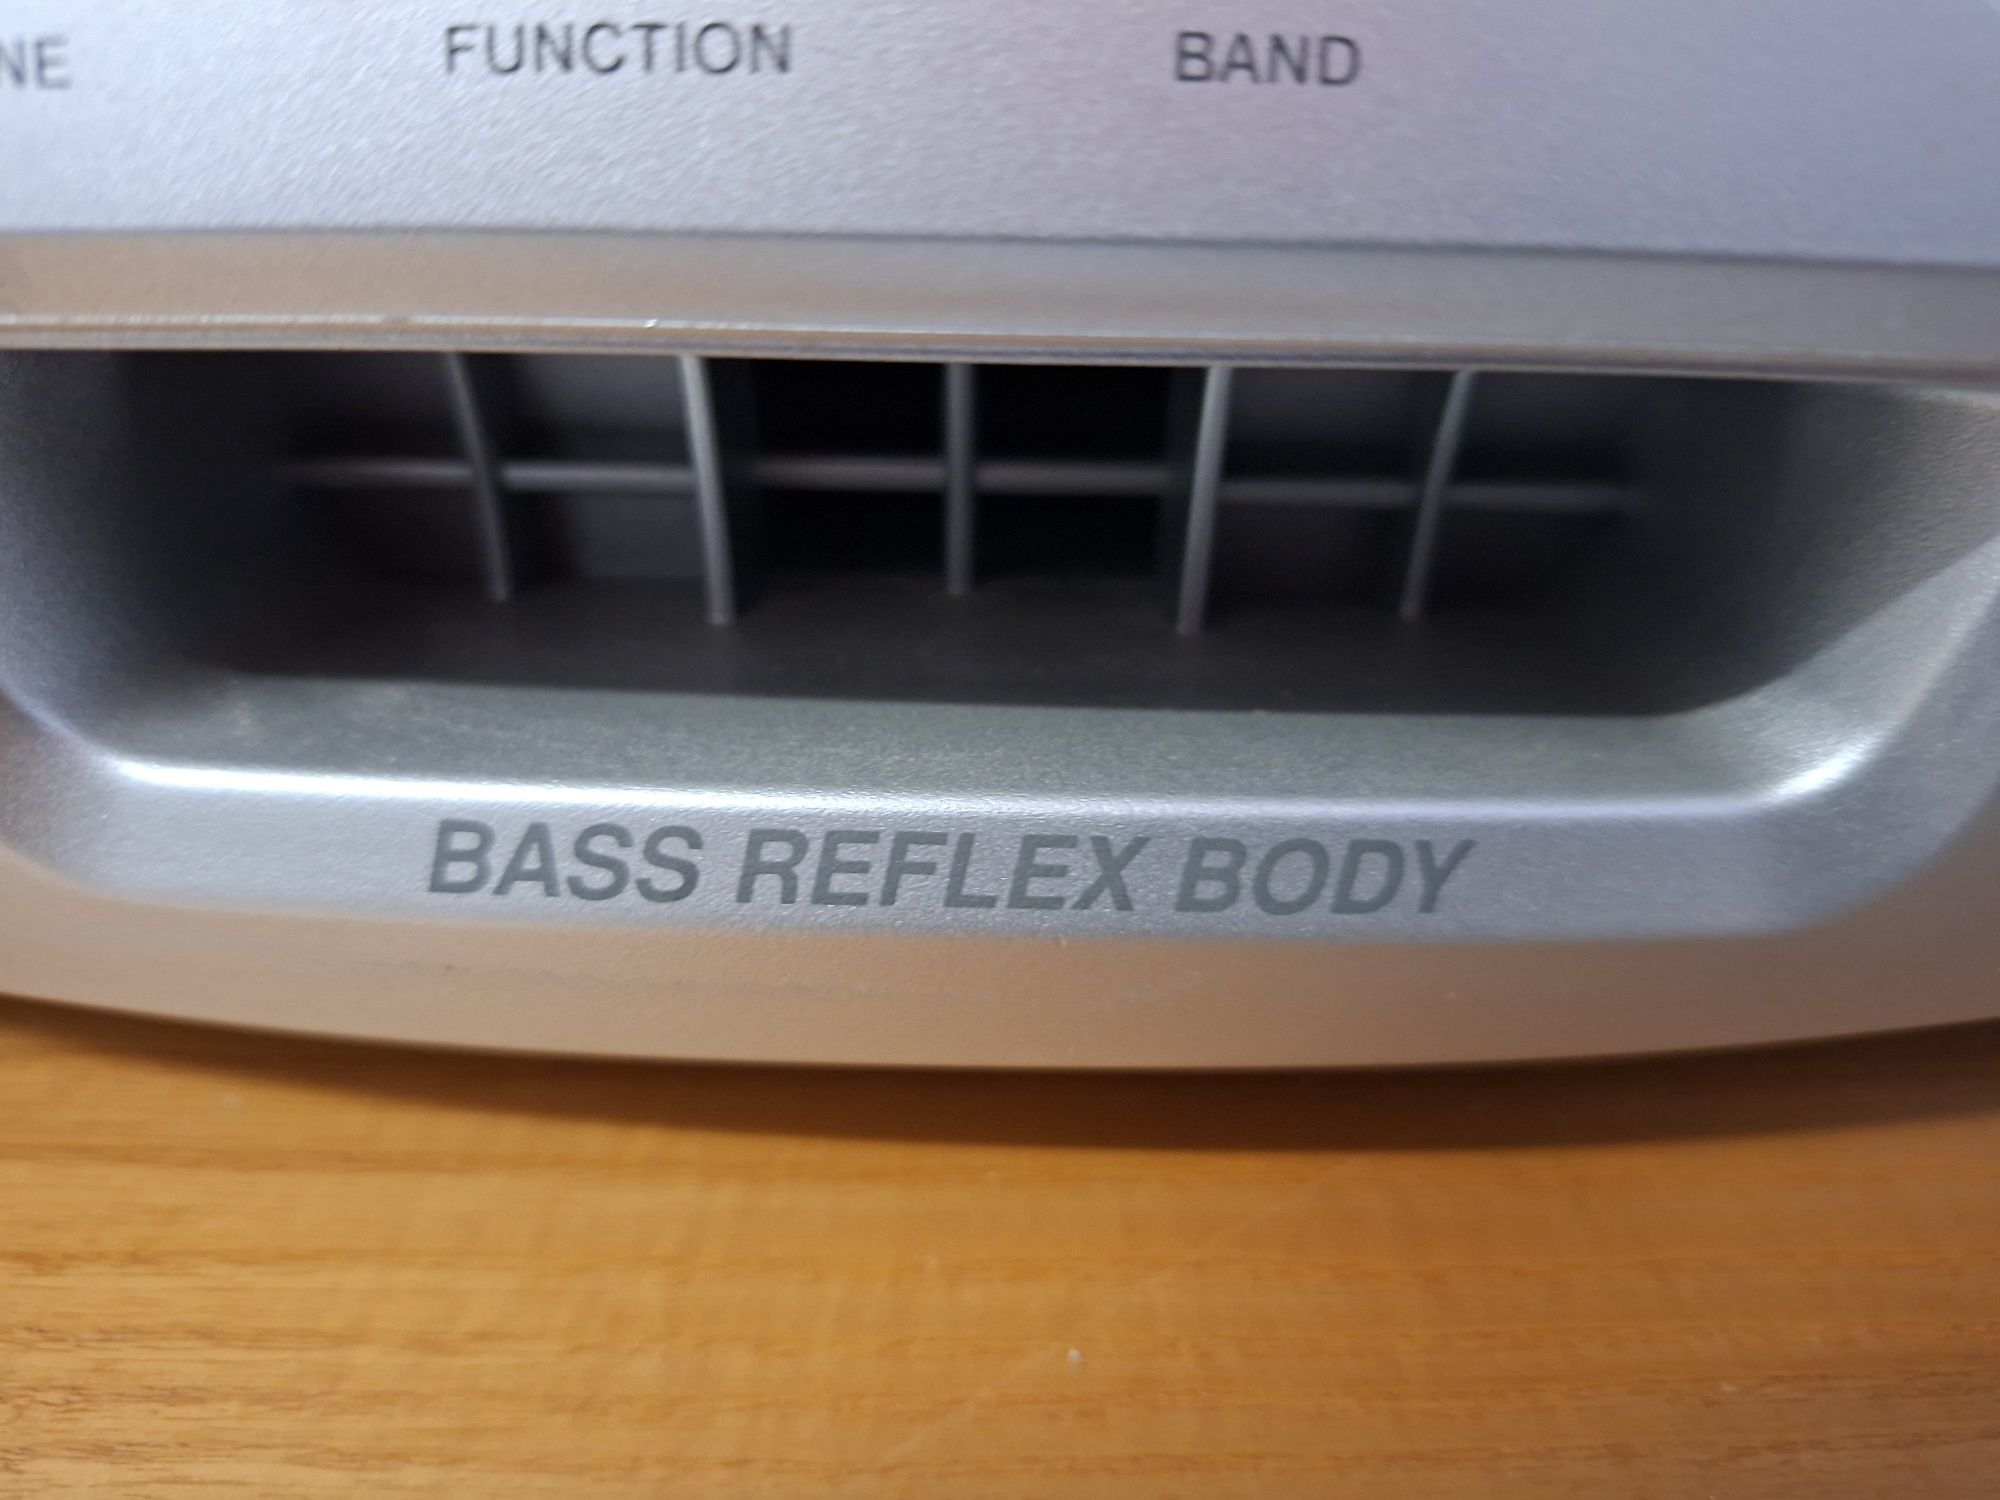 FUNCTION BAND
BASS REFLEX BODY